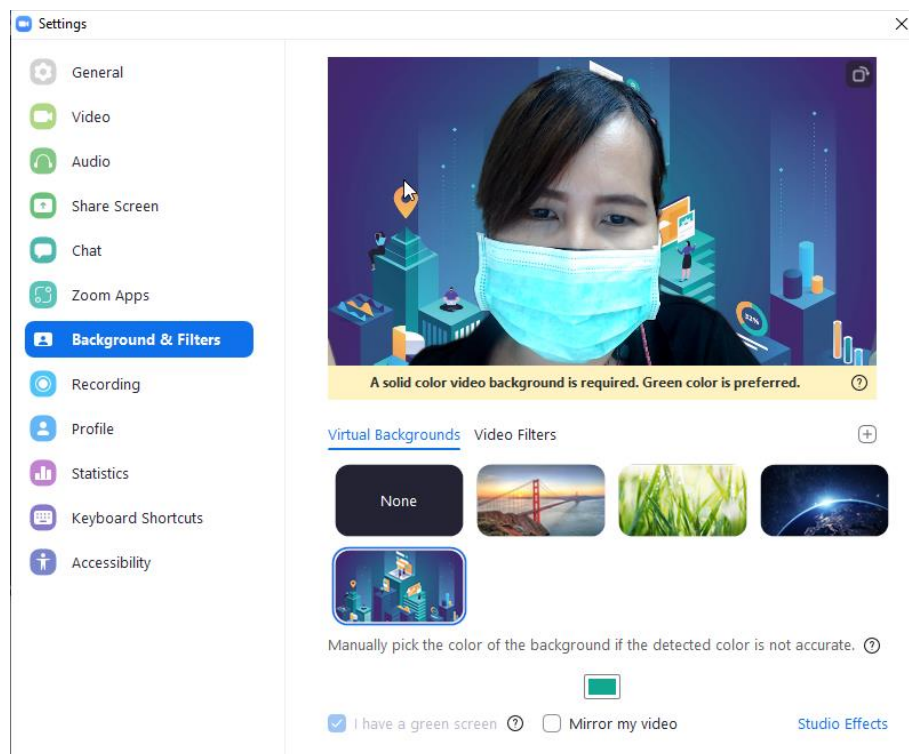 Settings
General
Video
Audio
Share Screen
Chat
Zoom Apps
Background & Filters
Recording
Profile
Statistics
Keyboard Shortcuts
Accessibility
32%
A solid color video background is required. Green color is preferred.
Virtual Backgrounds Video Filters
None
Manually pick the color of the background if the detected color is not accurate.
I have a green screen Mirror my video Studio Effects